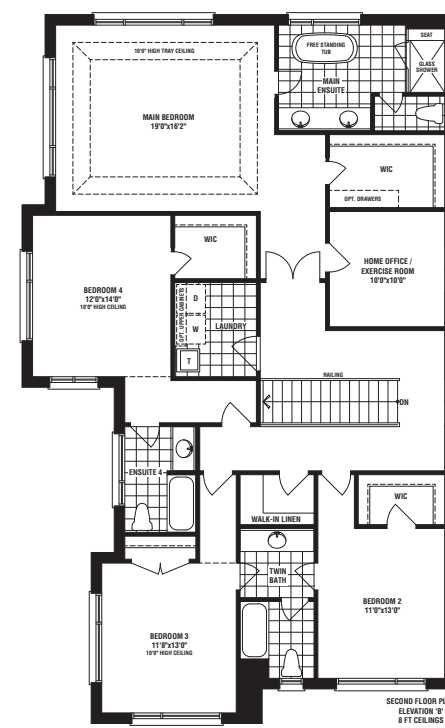 SEAT
FREE STANDING
TUB
GLASS
SHOWER
10'0" HIGH TRAY CEILING
MAIN
ENSUITE
MAIN BEDROOM
19'0"x16'2"
WIC
OPT. DRAWERS
WIC
HOME OFFICE /
EXERCISE ROOM
10'0"x10'0"
BEDROOM 4
12'0"x14'0"
10'0" HIGH CEILING
OPT. UPPER CABINETS
D
W
LAUNDRY
T
RAILING
DN
ENSUITE 4
WIC
WALK-IN LINEN
TWIN
BATH
BEDROOM 2
11'0"x13'0"
BEDROOM 3
11'8"x13'0"
10'0" HIGH CEILING
SECOND FLOOR
ELEVATION 'B'
8 FT CEILINGS